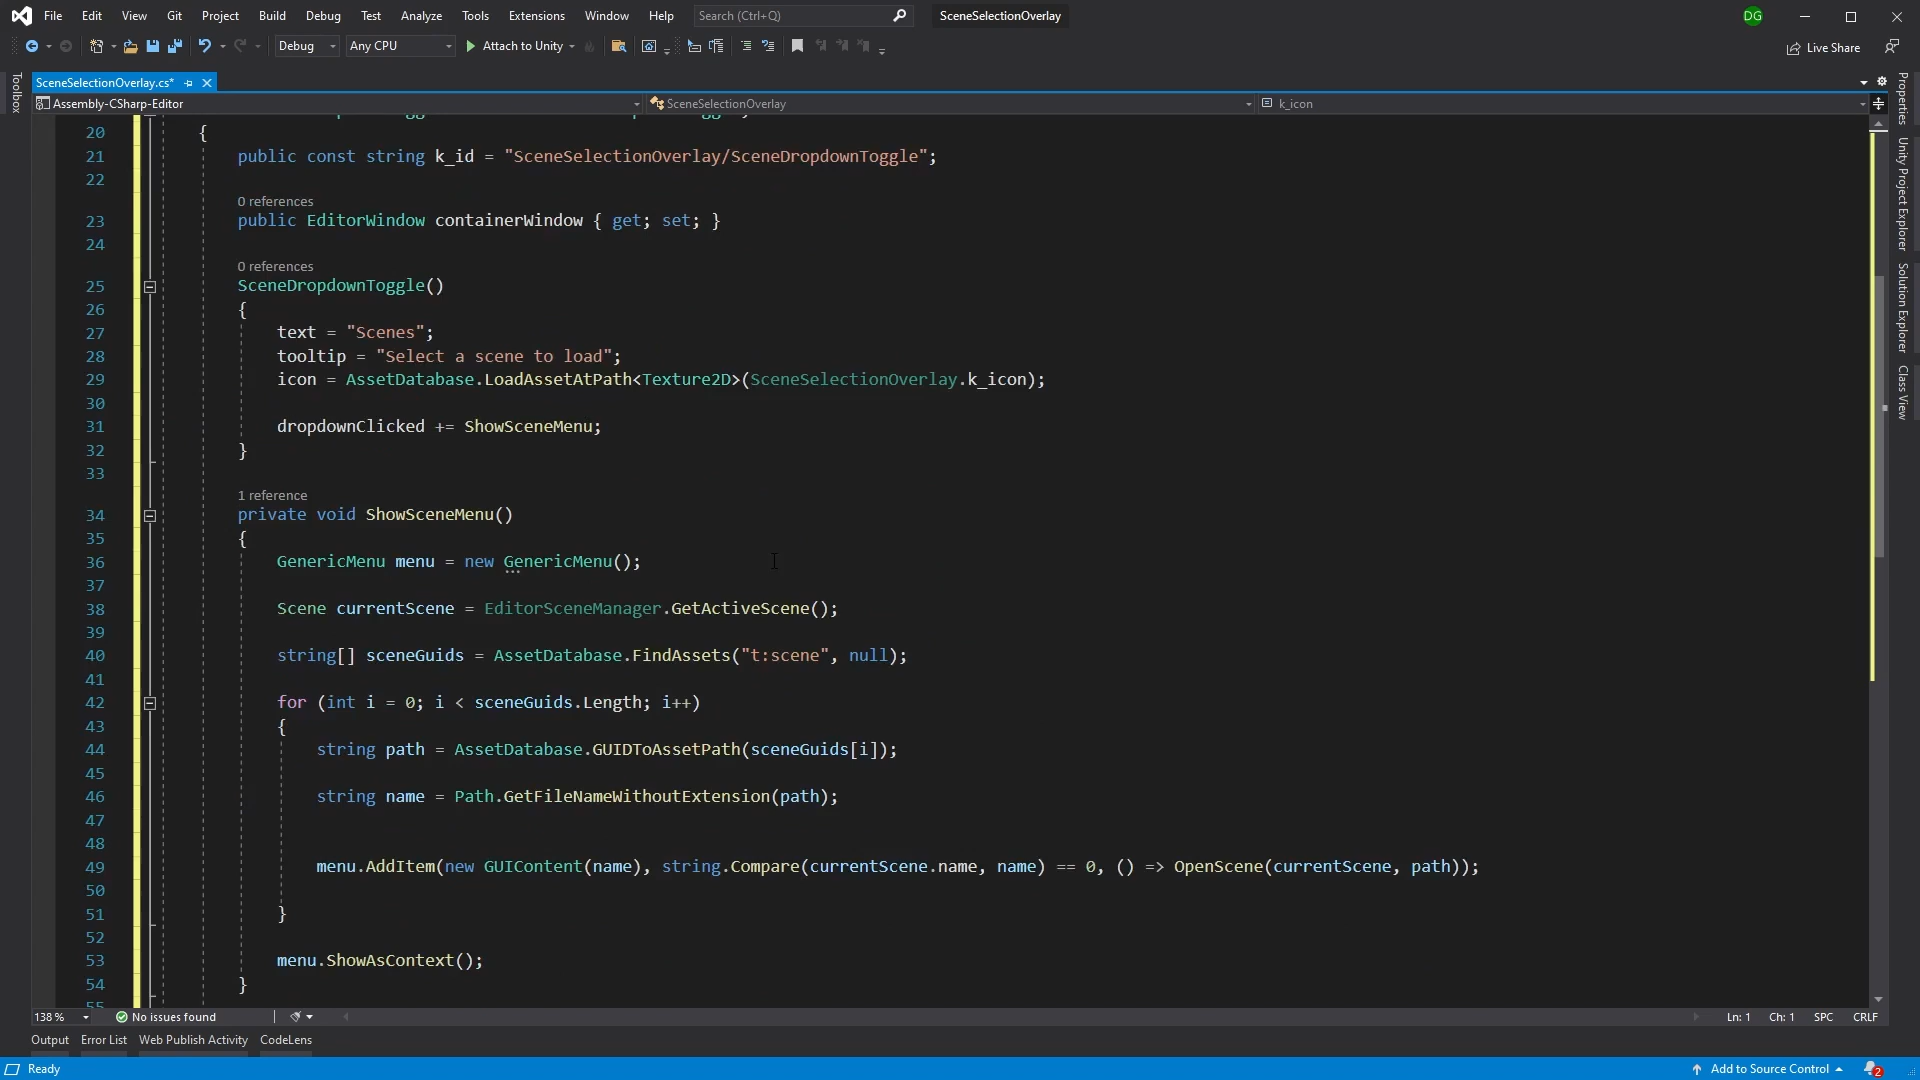 File Edit View Git Project Build Debug Test Analyze Tools Extensions Window Help Search (Ctrl+Q) SceneSelectionOverlay DG
Debug Any CPU Attach to Unity Live Share
Toolbox
SceneSelectionOverlay.cs*
Assembly-CSharp-Editor SceneSelectionOverlay k_icon
20 {
21 public const string k_id = "SceneSelectionOverlay/SceneDropdownToggle";
22
0 references
23 public EditorWindow containerWindow { get; set; }
24
0 references
25 SceneDropdownToggle()
26 {
27 text = "Scenes";
28 tooltip = "Select a scene to load";
29 icon = AssetDatabase.LoadAssetAtPath<Texture2D>(SceneSelectionOverlay.k_icon);
30
31 dropdownClicked += ShowSceneMenu;
32 }
33
1 reference
34 private void ShowSceneMenu()
35 {
36 GenericMenu menu = new GenericMenu();
37
38 Scene currentScene = EditorSceneManager.GetActiveScene();
39
40 string[] sceneGuids = AssetDatabase.FindAssets("t:scene", null);
41
42 for (int i = 0; i < sceneGuids.Length; i++)
43 {
44 string path = AssetDatabase.GUIDToAssetPath(sceneGuids[i]);
45
46 string name = Path.GetFileNameWithoutExtension(path);
47
48
49 menu.AddItem(new GUIContent(name), string.Compare(currentScene.name, name) == 0, () => OpenScene(currentScene, path));
50
51 }
52
53 menu.ShowAsContext();
54 }
55
Properties
Unity Project Explorer
Solution Explorer
Class View
138 % No issues found Ln: 1 Ch: 1 SPC CRLF
Output Error List Web Publish Activity CodeLens
Ready Add to Source Control 2